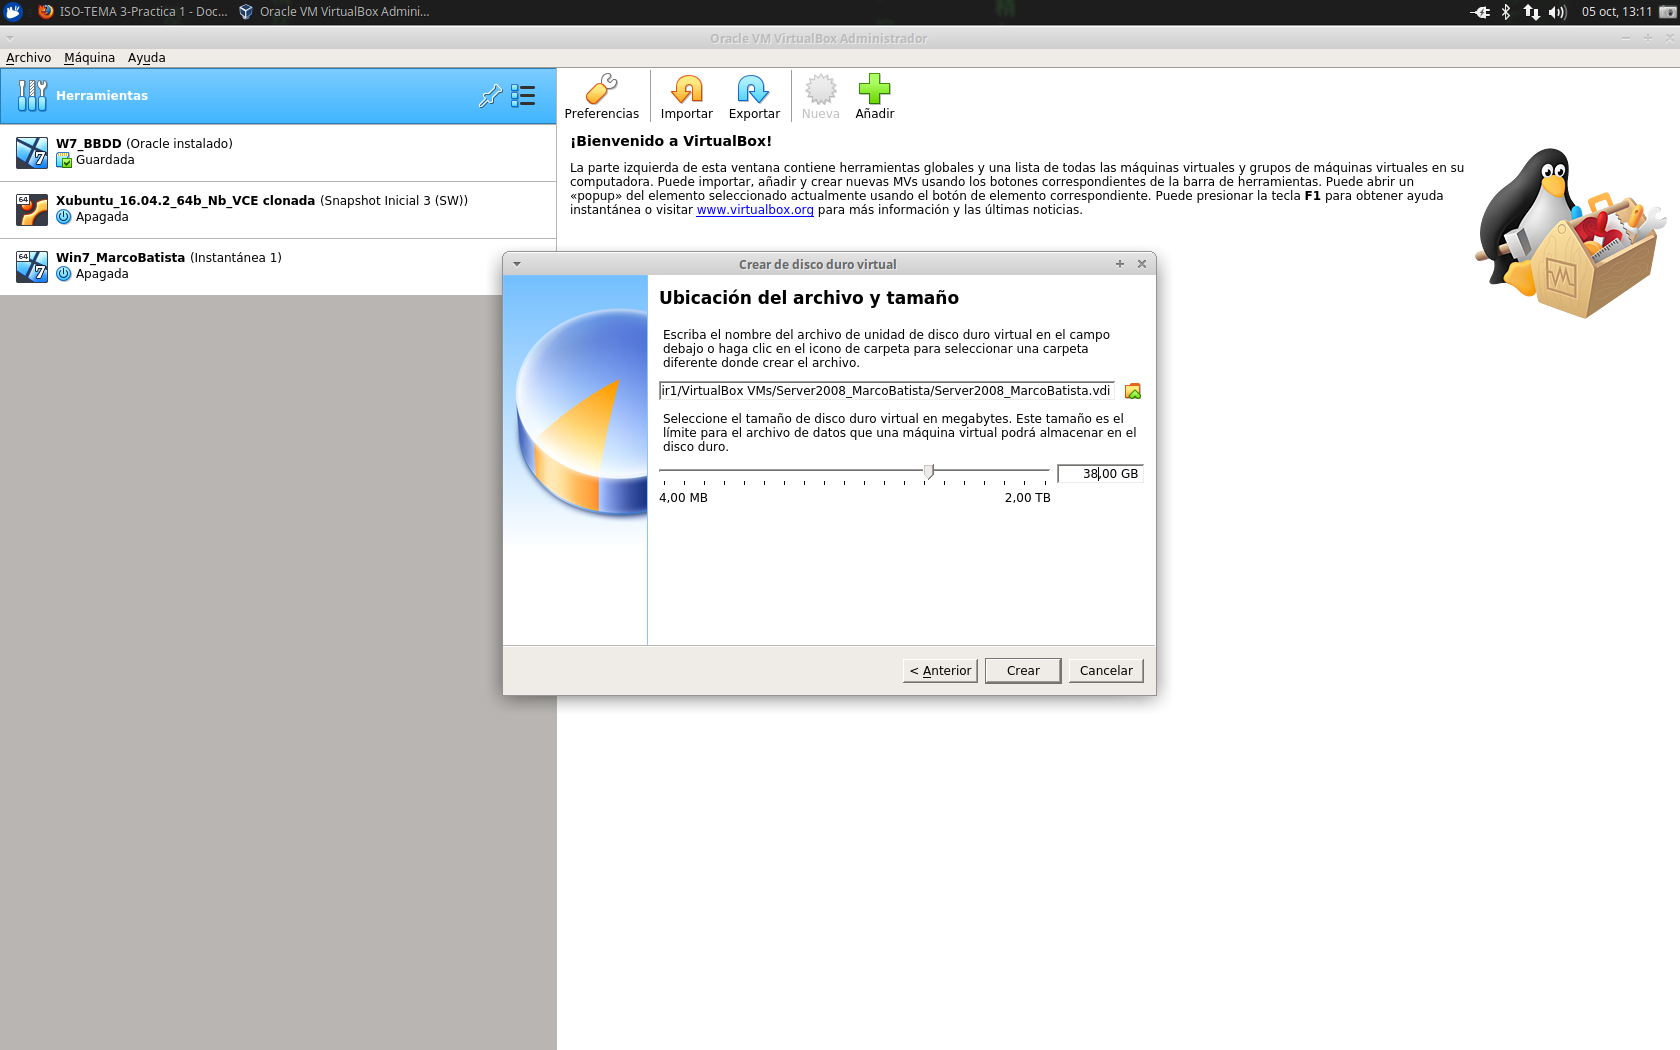 ISO-TEMA 3-Practica 1 - Doc...
Oracle VM VirtualBox Admini...
05 oct, 13:11
Oracle VM VirtualBox Administrador
Archivo Máquina Ayuda
Herramientas
Preferencias
Importar
Exportar
Nueva
Añadir
W7_BBDD (Oracle instalado)
Guardada
64
Xubuntu_16.04.2_64b_Nb_VCE clonada (Snapshot Inicial 3 (SW))
Apagada
64
Win7_MarcoBatista (Instantánea 1)
Apagada
¡Bienvenido a VirtualBox!
La parte izquierda de esta ventana contiene herramientas globales y una lista de todas las máquinas virtuales y grupos de máquinas virtuales en su
computadora. Puede importar, añadir y crear nuevas MVs usando los botones correspondientes de la barra de herramientas. Puede abrir un
«popup» del elemento seleccionado actualmente usando el botón de elemento correspondiente. Puede presionar la tecla F1 para obtener ayuda
instantánea o visitar www.virtualbox.org para más información y las últimas noticias.
Crear de disco duro virtual
Ubicación del archivo y tamaño
Escriba el nombre del archivo de unidad de disco duro virtual en el campo
debajo o haga clic en el icono de carpeta para seleccionar una carpeta
diferente donde crear el archivo.
ir1/VirtualBox VMs/Server2008_MarcoBatista/Server2008_MarcoBatista.vdi
Seleccione el tamaño de disco duro virtual en megabytes. Este tamaño es el
límite para el archivo de datos que una máquina virtual podrá almacenar en el
disco duro.
38,00 GB
4,00 MB
2,00 TB
< Anterior
Crear
Cancelar